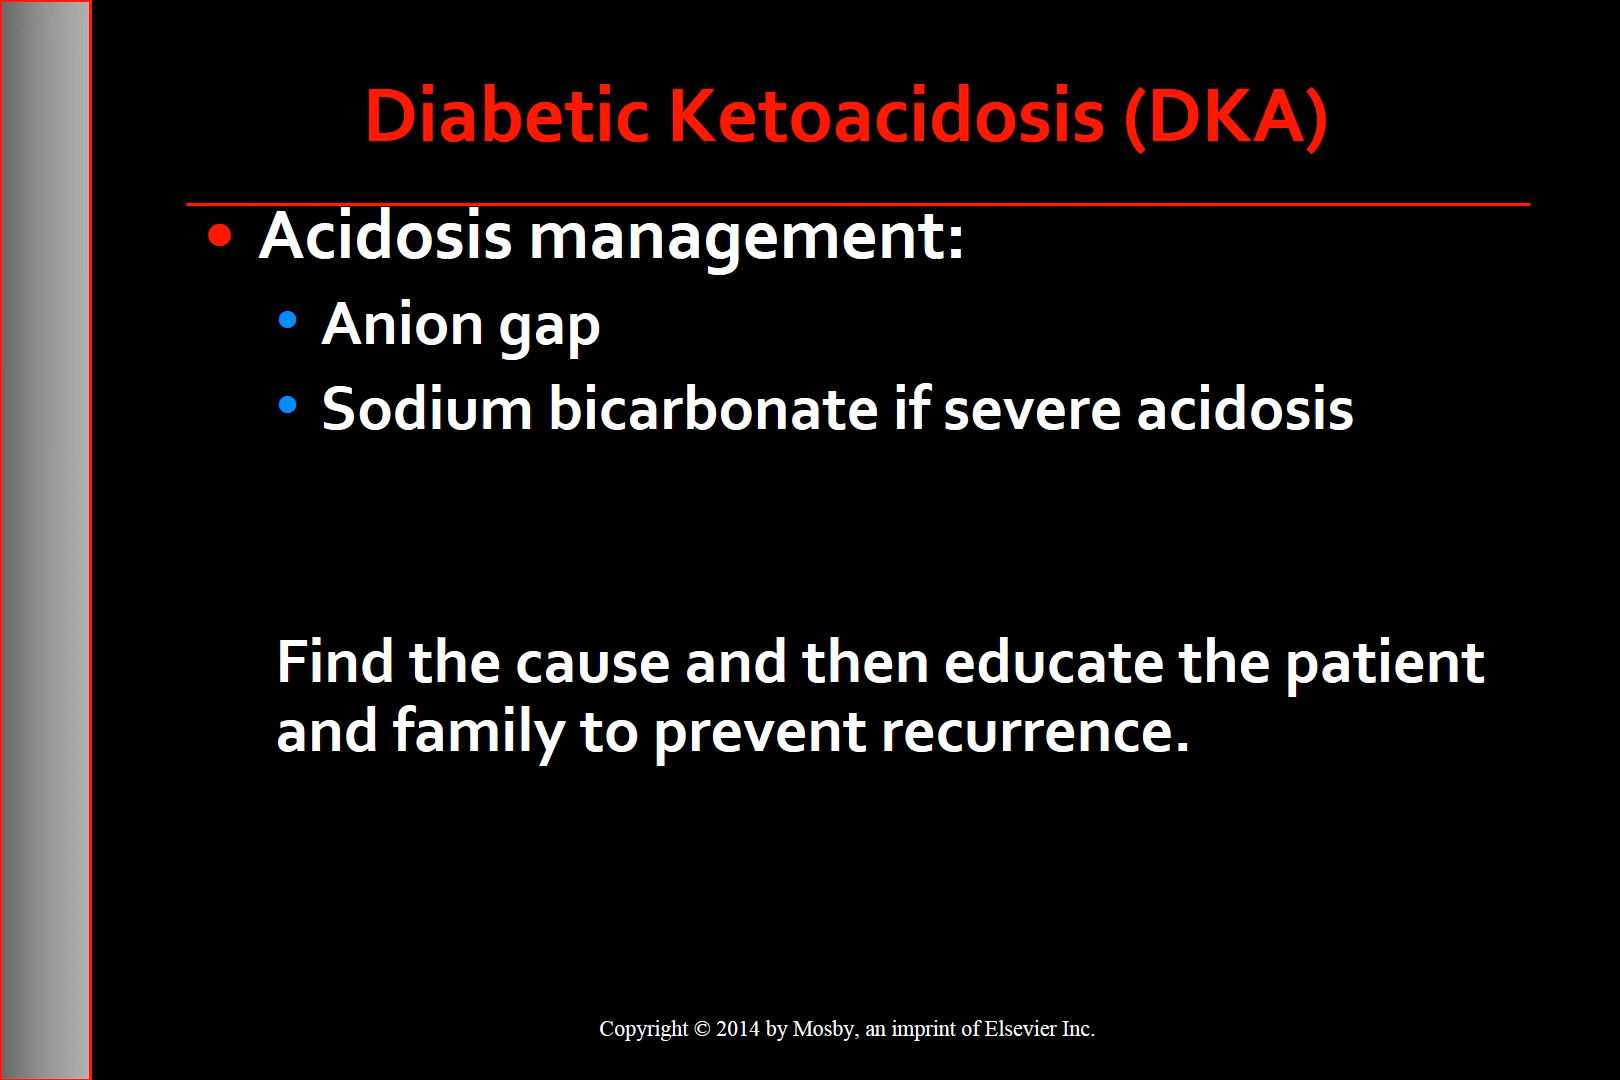 Diabetic Ketoacidosis (DKA)
• Acidosis management:
• Anion gap
• Sodium bicarbonate if severe acidosis
Find the cause and then educate the patient
and family to prevent recurrence.
Copyright © 2014 by Mosby, an imprint of Elsevier Inc.